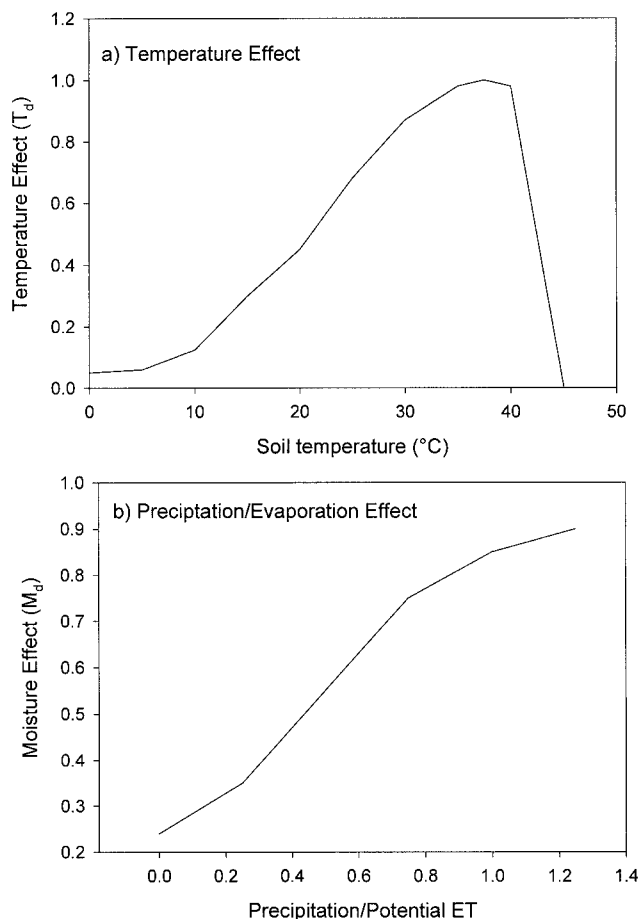 1.2
a) Temperature Effect
1.0
0.8
0.6
0.4
0.2
0.0
Temperature Effect (Td)
0 10 20 30 40 50
Soil temperature (°C)
1.0
b) Preciptation/Evaporation Effect
0.9
0.8
0.7
0.6
0.5
0.4
0.3
0.2
Moisture Effect (Md)
0.0 0.2 0.4 0.6 0.8 1.0 1.2 1.4
Precipitation/Potential ET